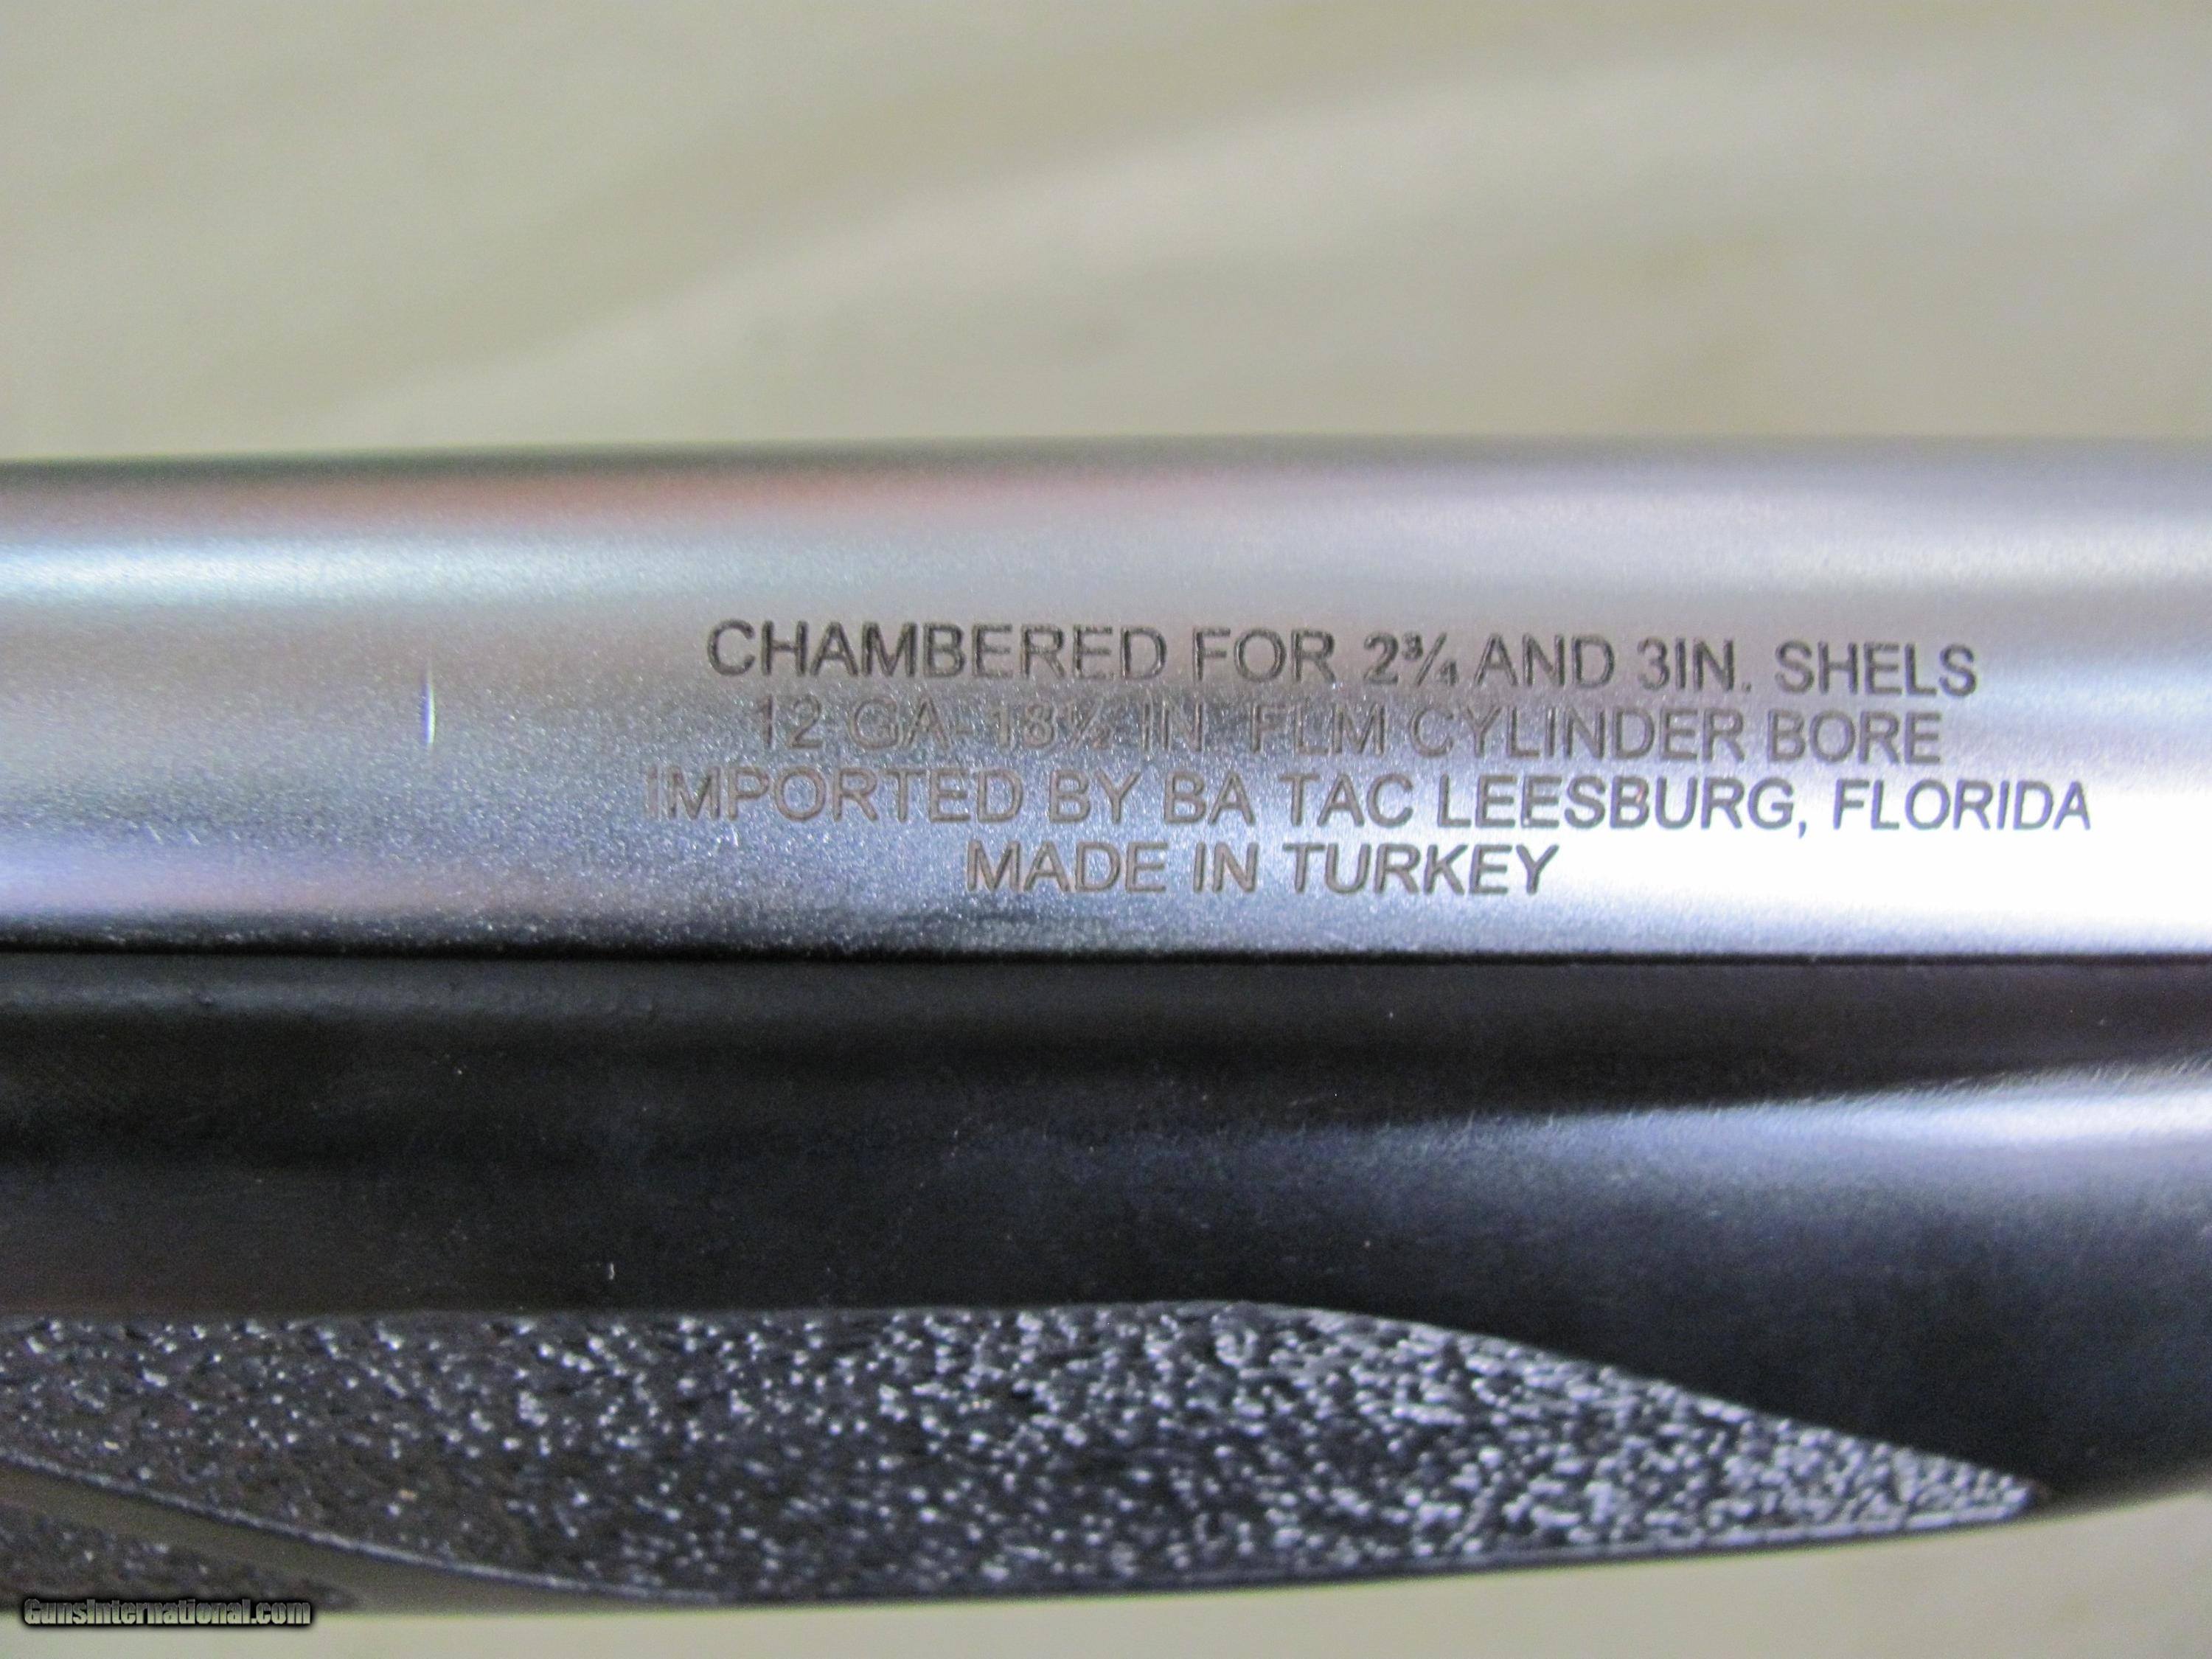 CHAMBERED FOR 2¾ AND 3IN. SHELS
12 GA- 18½ IN FLM CYLINDER BORE
IMPORTED BY BA TAC LEESBURG, FLORIDA
MADE IN TURKEY
GunsInternational.com